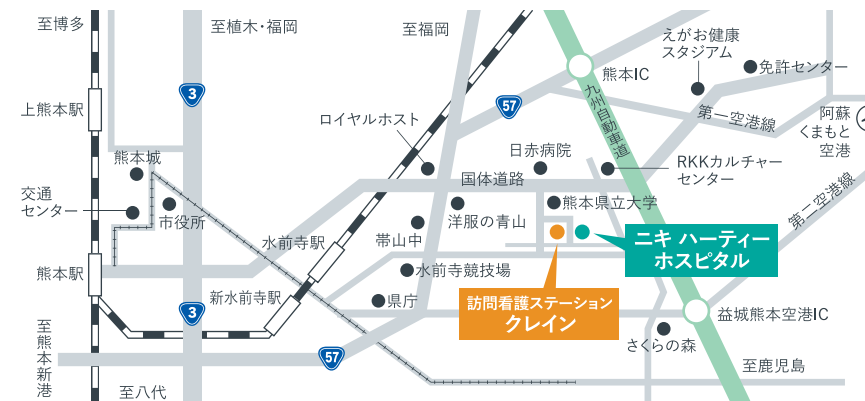 至博多
至植木・福岡
至福岡
えがお健康
スタジアム
免許センター
熊本IC
3
57
上熊本駅
ロイヤルホスト
九州自動車道
第一空港線
阿蘇
くまもと
空港
日赤病院
RKKカルチャー
センター
熊本城
国体道路
交通
センター
市役所
熊本県立大学
第二空港線
洋服の青山
帯山中
水前寺駅
ニキ ハーティー
ホスピタル
熊本駅
水前寺競技場
新水前寺駅
県庁
訪問看護ステーション
クレイン
3
益城熊本空港IC
至熊本新港
57
さくらの森
至鹿児島
至八代